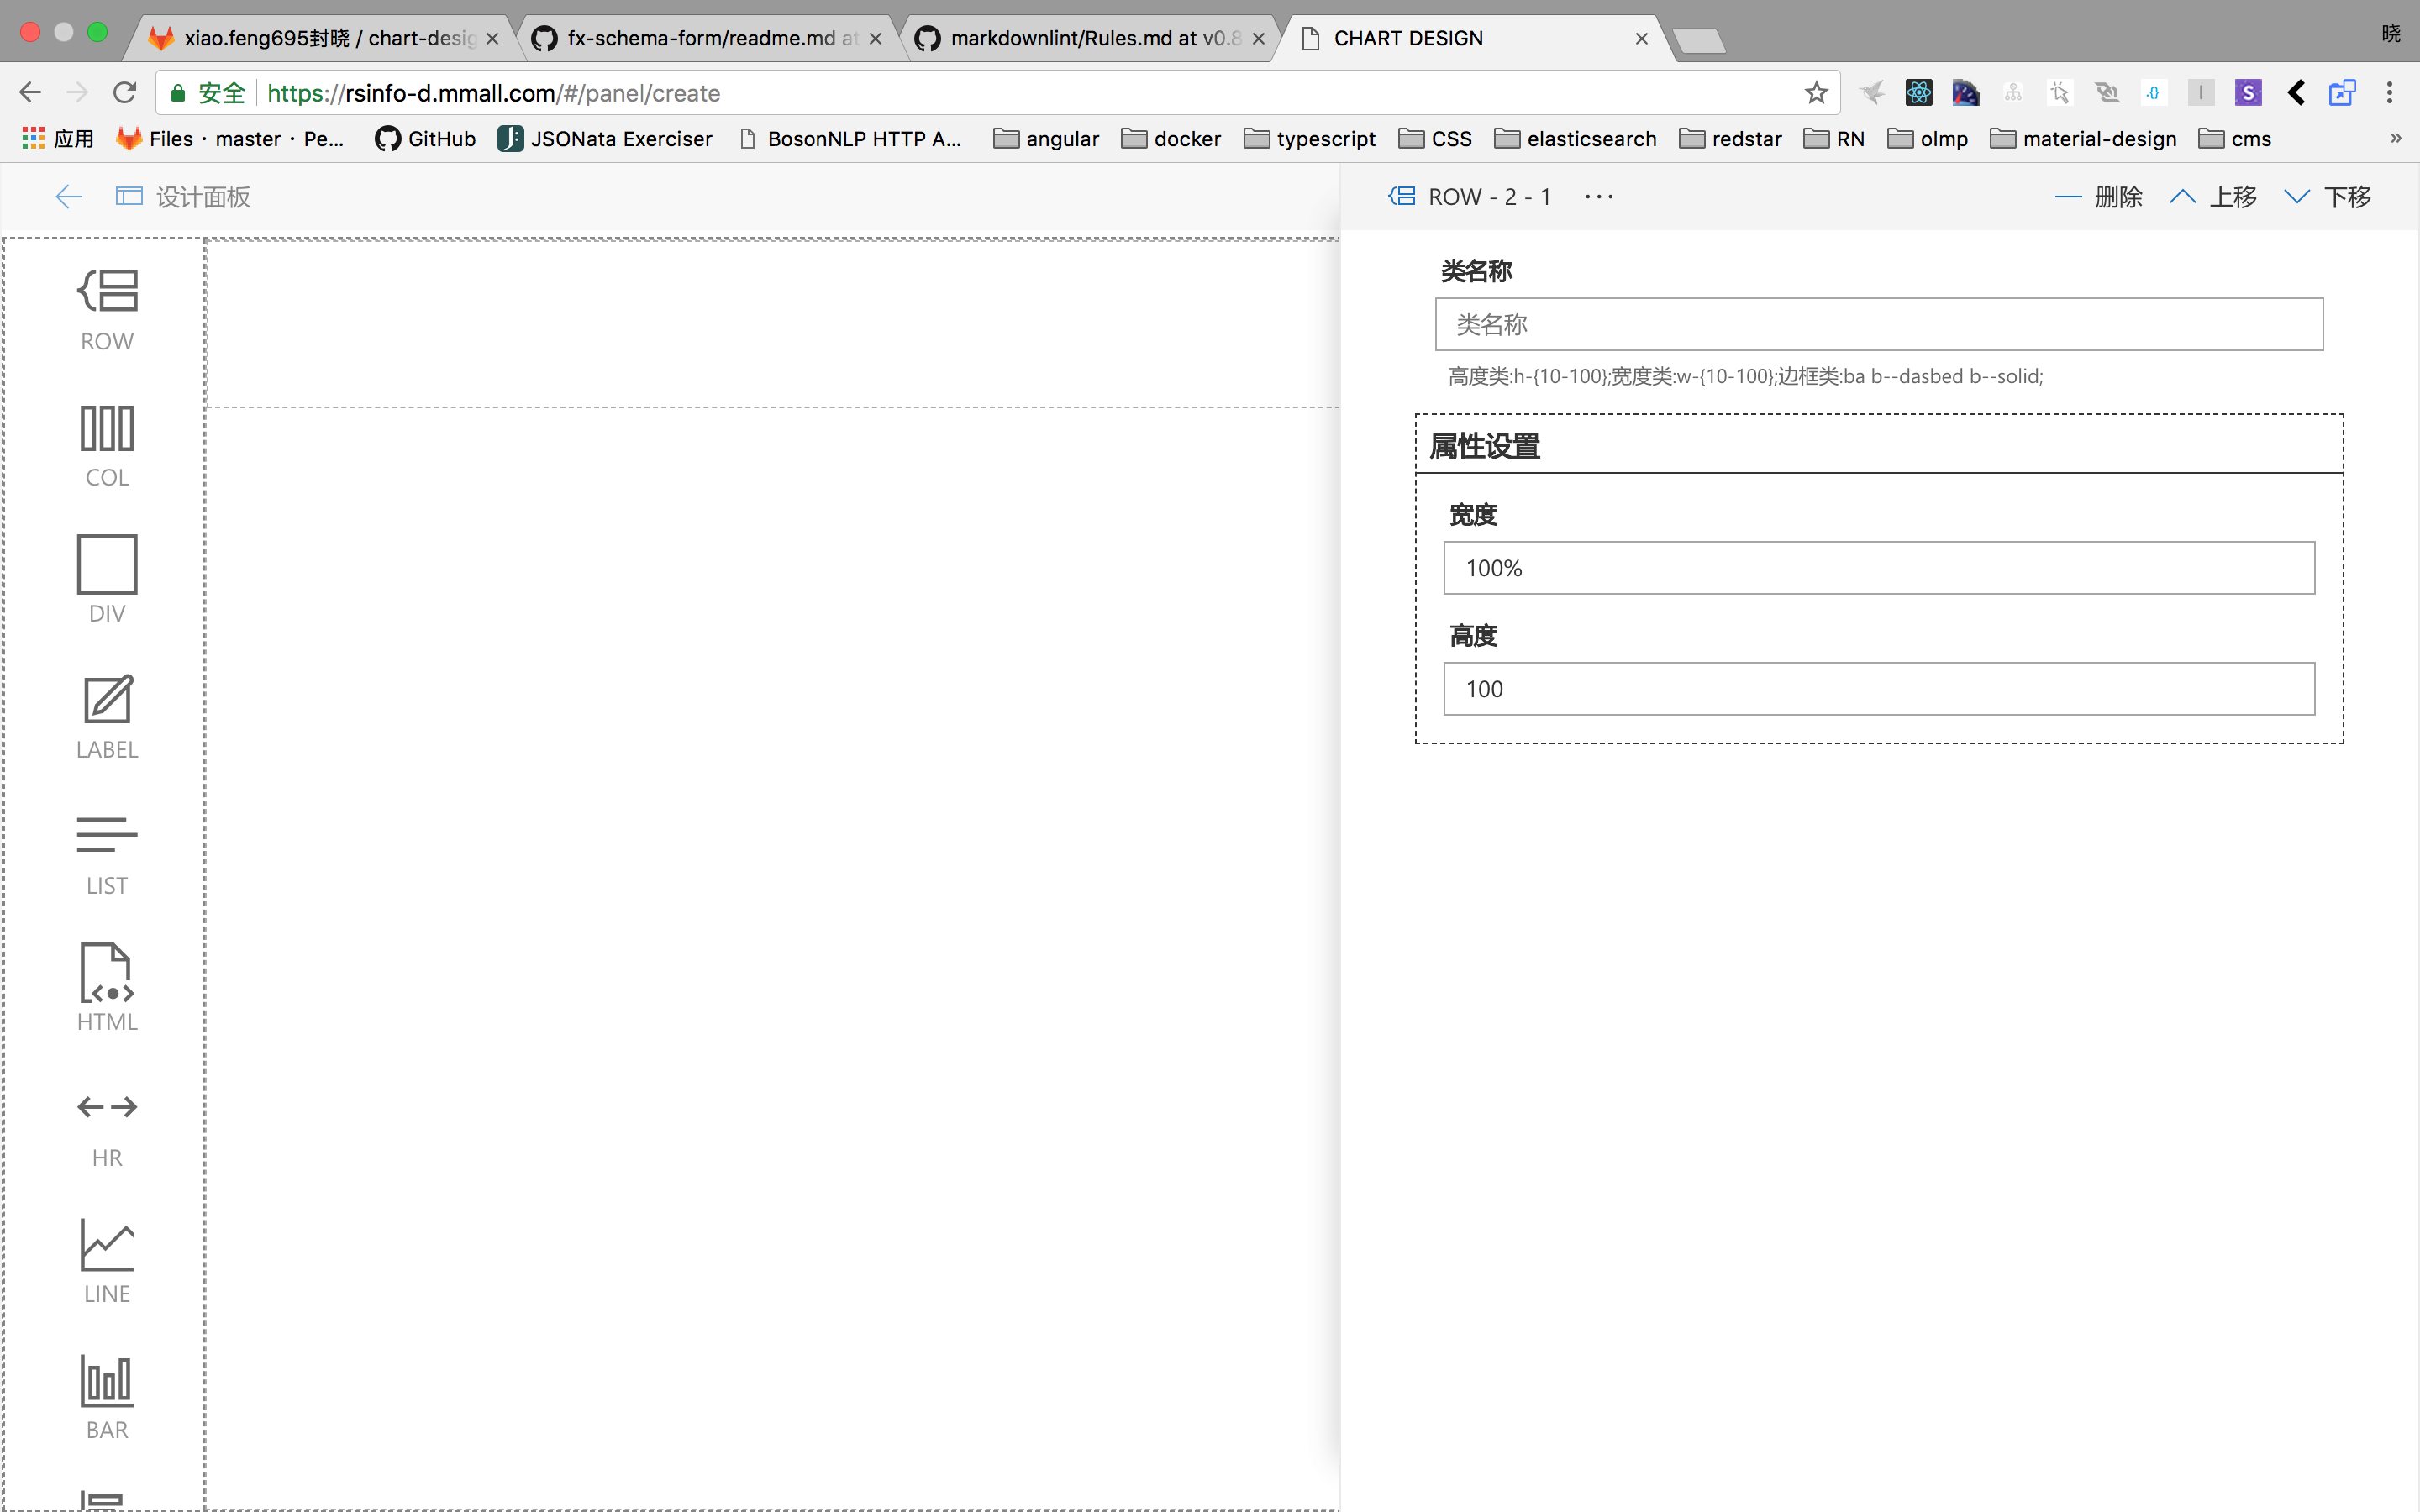 xiao.feng695封晓 / chart-desig
fx-schema-form/readme.md at
markdownlint/Rules.md at v0.8
CHART DESIGN
晓
安全
https://rsinfo-d.mmall.com/#/panel/create
应用
Files · master · Pe...
GitHub
JSONata Exerciser
BosonNLP HTTP A...
angular
docker
typescript
CSS
elasticsearch
redstar
RN
olmp
material-design
cms
»
设计面板
ROW - 2 - 1
···
删除
上移
下移
ROW
COL
DIV
LABEL
LIST
HTML
HR
LINE
BAR
类名称
类名称
高度类:h-{10-100};宽度类:w-{10-100};边框类:ba b--dasbed b--solid;
属性设置
宽度
100%
高度
100